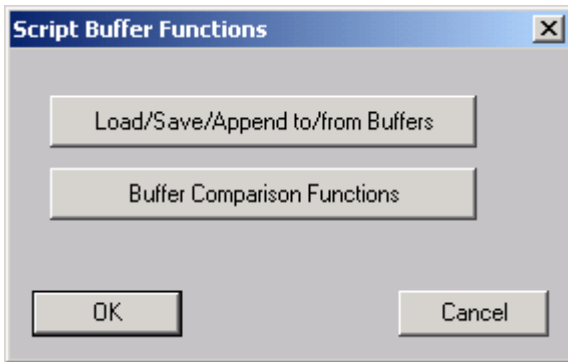 Script Buffer Functions
Load/Save/Append to/from Buffers
Buffer Comparison Functions
OK
Cancel